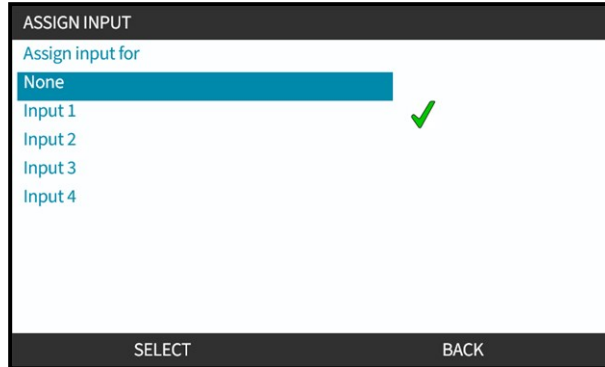 ASSIGN INPUT
Assign input for
None
Input 1
Input 2
Input 3
Input 4
SELECT BACK